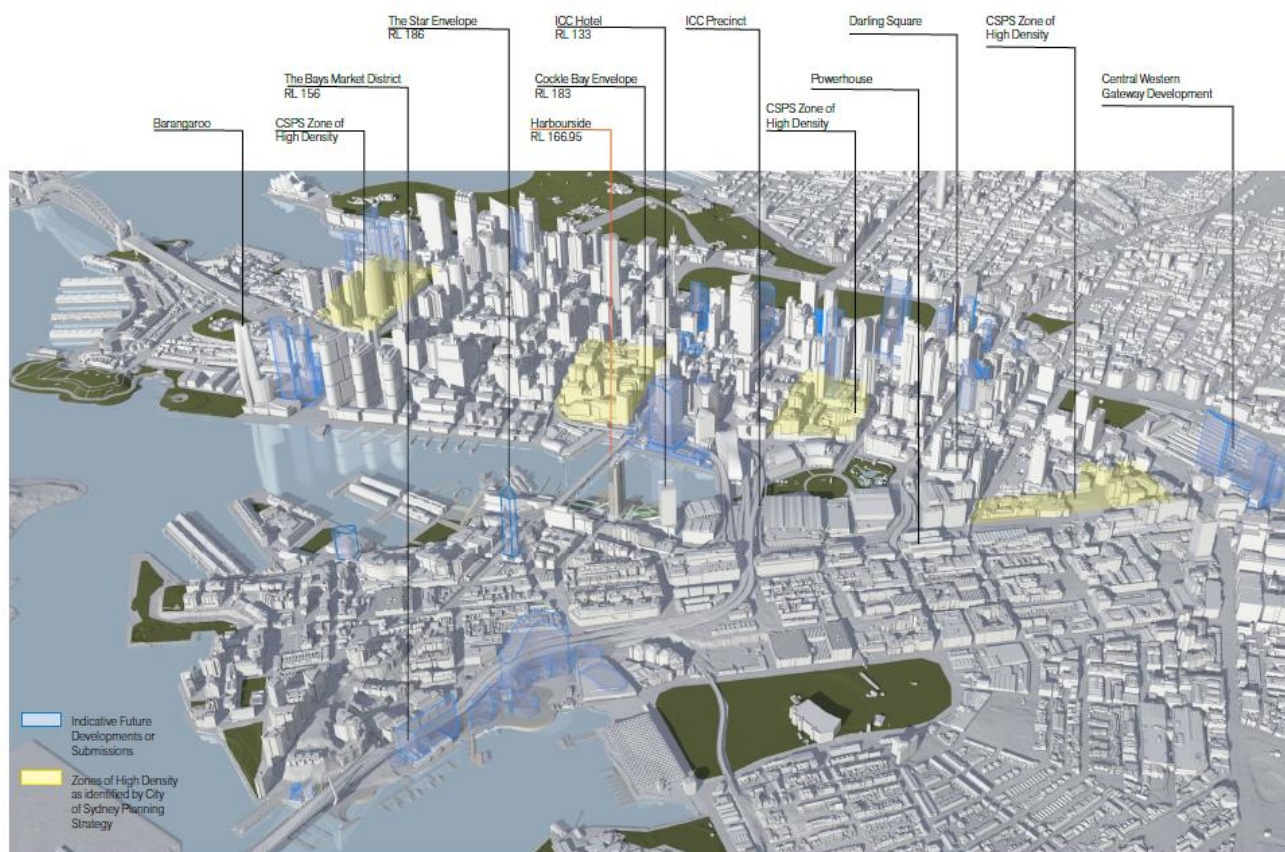 The Star Envelope
RL 186
ICC Hotel
RL 133
ICC Precinct
Darling Square
CSPS Zone of
High Density
The Bays Market District
RL 156
Cockle Bay Envelope
RL 183
Powerhouse
Central Western
Gateway Development
Barangaroo
CSPS Zone of
High Density
Harbourside
RL 166.95
CSPS Zone of
High Density
Indicative Future
Developments or
Submissions
Zones of High Density
as identified by City
of Sydney Planning
Strategy